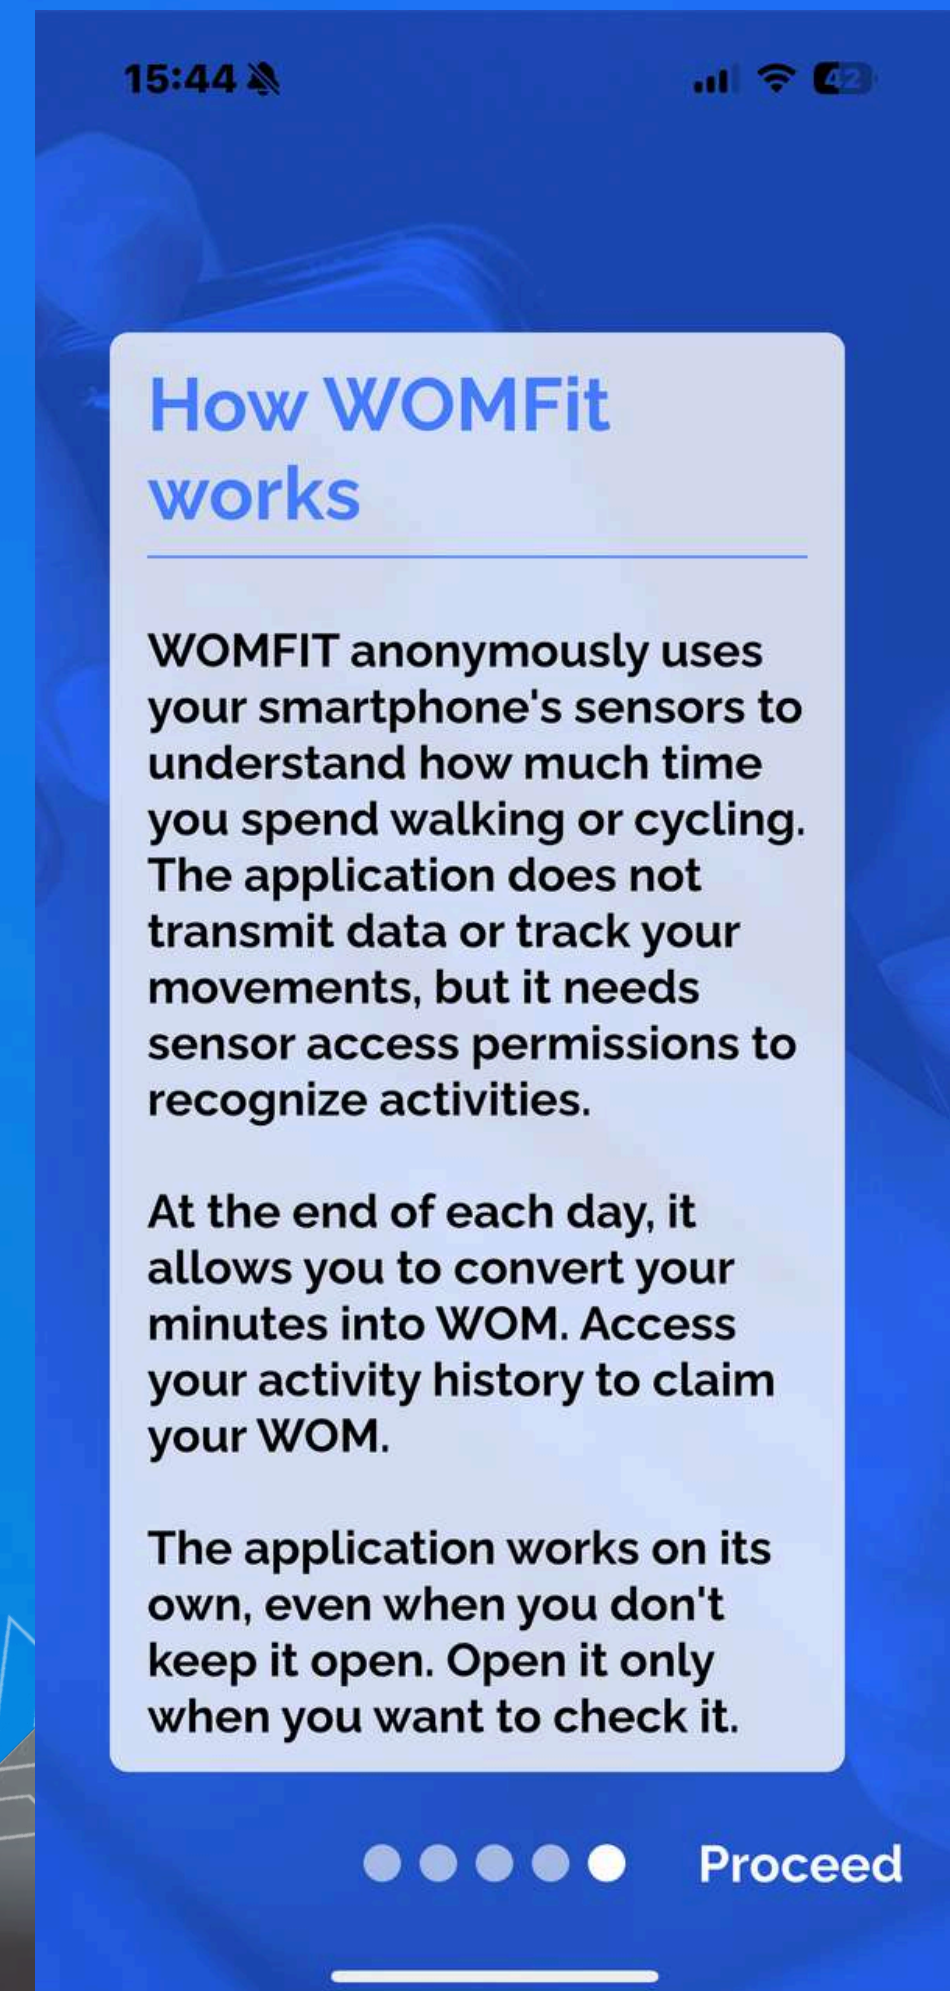 15:44
42
How WOMFit
works
WOMFIT anonymously uses
your smartphone's sensors to
understand how much time
you spend walking or cycling.
The application does not
transmit data or track your
movements, but it needs
sensor access permissions to
recognize activities.
At the end of each day, it
allows you to convert your
minutes into WOM. Access
your activity history to claim
your WOM.
The application works on its
own, even when you don't
keep it open. Open it only
when you want to check it.
Proceed